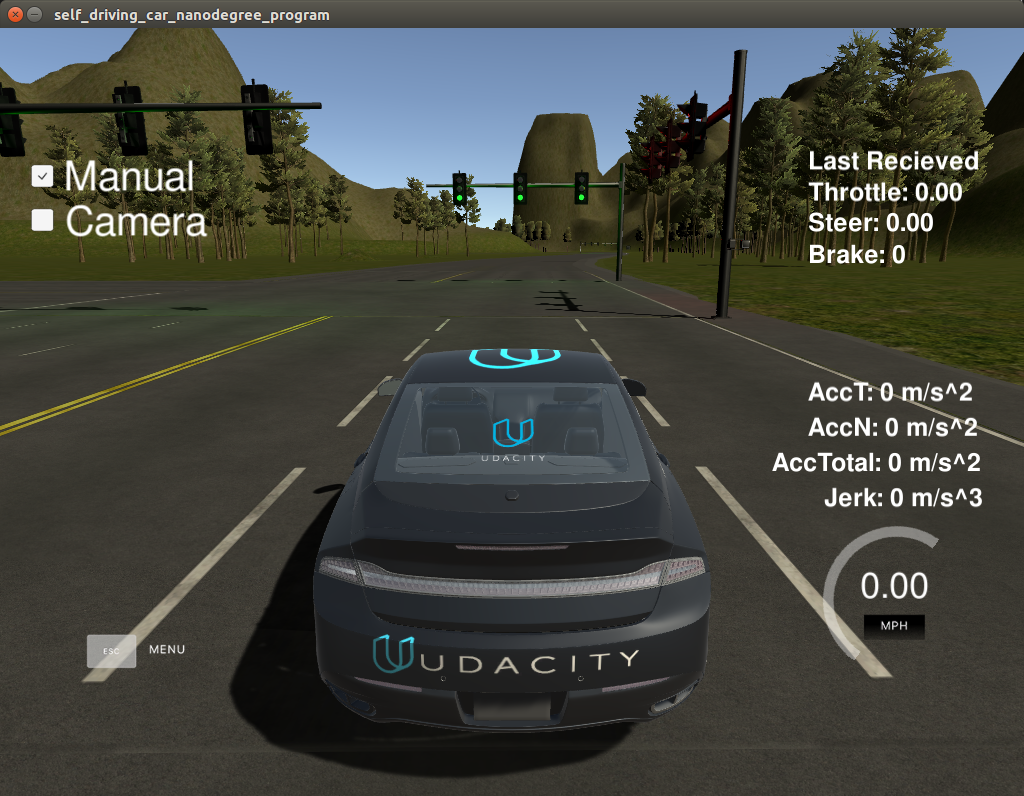 self_driving_car_nanodegree_program
Manual
Camera
Last Recieved
Throttle: 0.00
Steer: 0.00
Brake: 0
AccT: 0 m/s^2
AccN: 0 m/s^2
AccTotal: 0 m/s^2
Jerk: 0 m/s^3
UDACITY
0.00
MPH
ESC MENU
UDACITY